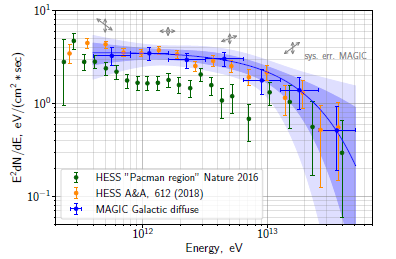 10¹
sys. err. MAGIC
10⁰
10⁻¹
HESS "Pacman region" Nature 2016
HESS A&A, 612 (2018)
MAGIC Galactic diffuse
10¹² 10¹³
Energy, eV
E²dN/dE, eV/(cm² * sec)